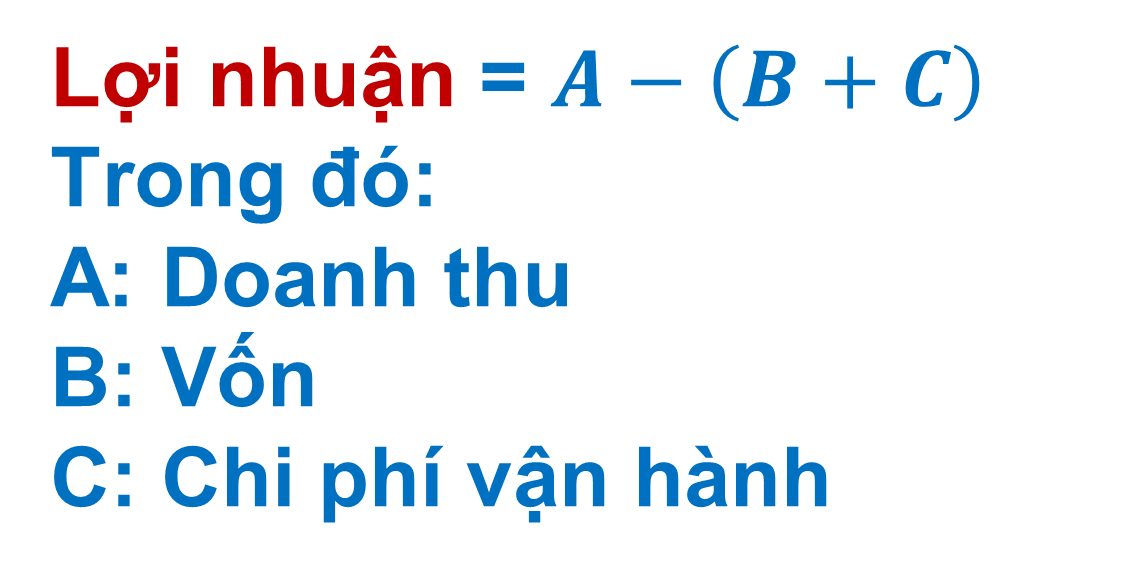 Lợi nhuận = A − (B + C)
Trong đó:
A: Doanh thu
B: Vốn
C: Chi phí vận hành